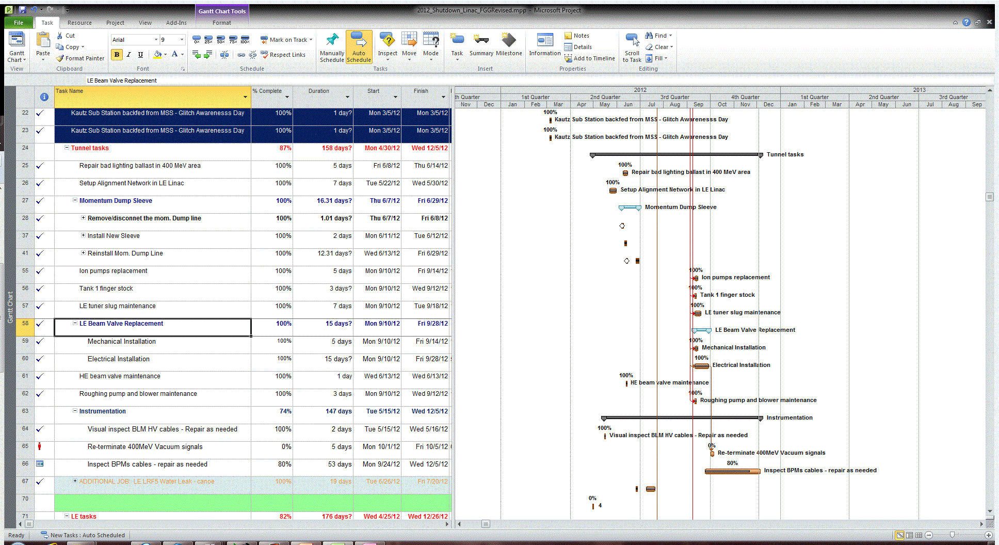 Gantt Chart Tools
2012_Shutdown_Linac_FGGRevised.mpp - Microsoft Project
File Task Resource Project View Add-Ins Format
Cut
Copy
Format Painter
Gantt Chart
Paste
Arial 9
B I U A
0% 25% 50% 75% 100%
Mark on Track
Respect Links
Manually Schedule
Auto Schedule
Inspect Move Mode
Task Summary Milestone
Information
Notes
Details
Add to Timeline
Scroll to Task
Find
Clear
Fill
View Clipboard Font Schedule Tasks Insert Properties Editing
LE Beam Valve Replacement
Task Name % Complete Duration Start Finish
2012 2013
th Quarter 1st Quarter 2nd Quarter 3rd Quarter 4th Quarter 1st Quarter 2nd Quarter 3rd Quarter
Nov Dec Jan Feb Mar Apr May Jun Jul Aug Sep Oct Nov Dec Jan Feb Mar Apr May Jun Jul Aug Sep
22 Kautz Sub Station backfed from MSS - Glitch Awarenesss Day 100% 1 day? Mon 3/5/12 Mon 3/5/12
100%
Kautz Sub Station backfed from MSS - Glitch Awarenesss Day
23 Kautz Sub Station backfed from MSS - Glitch Awarenesss Day 100% 1 day? Mon 3/5/12 Mon 3/5/12
100%
Kautz Sub Station backfed from MSS - Glitch Awarenesss Day
24 Tunnel tasks 87% 158 days? Mon 4/30/12 Wed 12/5/12
Tunnel tasks
25 Repair bad lighting ballast in 400 MeV area 100% 5 days Fri 6/8/12 Thu 6/14/12
100%
Repair bad lighting ballast in 400 MeV area
26 Setup Alignment Network in LE Linac 100% 7 days Tue 5/22/12 Wed 5/30/12
100%
Setup Alignment Network in LE Linac
27 Momentum Dump Sleeve 100% 16.31 days? Thu 6/7/12 Fri 6/29/12
Momentum Dump Sleeve
28 Remove/disconnet the mom. Dump line 100% 1.01 days? Thu 6/7/12 Fri 6/8/12
37 Install New Sleeve 100% 2 days Mon 6/11/12 Tue 6/12/12
41 Reinstall Mom. Dump Line 100% 12.31 days? Wed 6/13/12 Fri 6/29/12
55 Ion pumps replacement 100% 5 days Mon 9/10/12 Fri 9/14/12
100%
Ion pumps replacement
56 Tank 1 finger stock 100% 3 days? Mon 9/10/12 Wed 9/12/12
100%
Tank 1 finger stock
57 LE tuner slug maintenance 100% 7 days Mon 9/10/12 Tue 9/18/12
100%
LE tuner slug maintenance
58 LE Beam Valve Replacement 100% 15 days? Mon 9/10/12 Fri 9/28/12
LE Beam Valve Replacement
59 Mechanical Installation 100% 5 days Mon 9/10/12 Fri 9/14/12
100%
Mechanical Installation
60 Electrical Installation 100% 15 days? Mon 9/10/12 Fri 9/28/12
100%
Electrical Installation
61 HE beam valve maintenance 100% 1 day Wed 6/13/12 Wed 6/13/12
100%
HE beam valve maintenance
62 Roughing pump and blower maintenance 100% 3 days Mon 9/10/12 Wed 9/12/12
100%
Roughing pump and blower maintenance
63 Instrumentation 74% 147 days Tue 5/15/12 Wed 12/5/12
Instrumentation
64 Visual inspect BLM HV cables - Repair as needed 100% 2 days Tue 5/15/12 Wed 5/16/12
100%
Visual inspect BLM HV cables - Repair as needed
65 Re-terminate 400MeV Vacuum signals 0% 5 days Mon 10/1/12 Fri 10/5/12
0%
Re-terminate 400MeV Vacuum signals
66 Inspect BPMs cables - repair as needed 80% 53 days Mon 9/24/12 Wed 12/5/12
80%
Inspect BPMs cables - repair as needed
67 ADDITIONAL JOB: LE LRF5 Water Leak - canoe 100% 19 days Tue 6/26/12 Fri 7/20/12
70
0%
4
71 LE tasks 82% 176 days? Wed 4/25/12 Wed 12/26/12
Gantt Chart
Ready New Tasks : Auto Scheduled